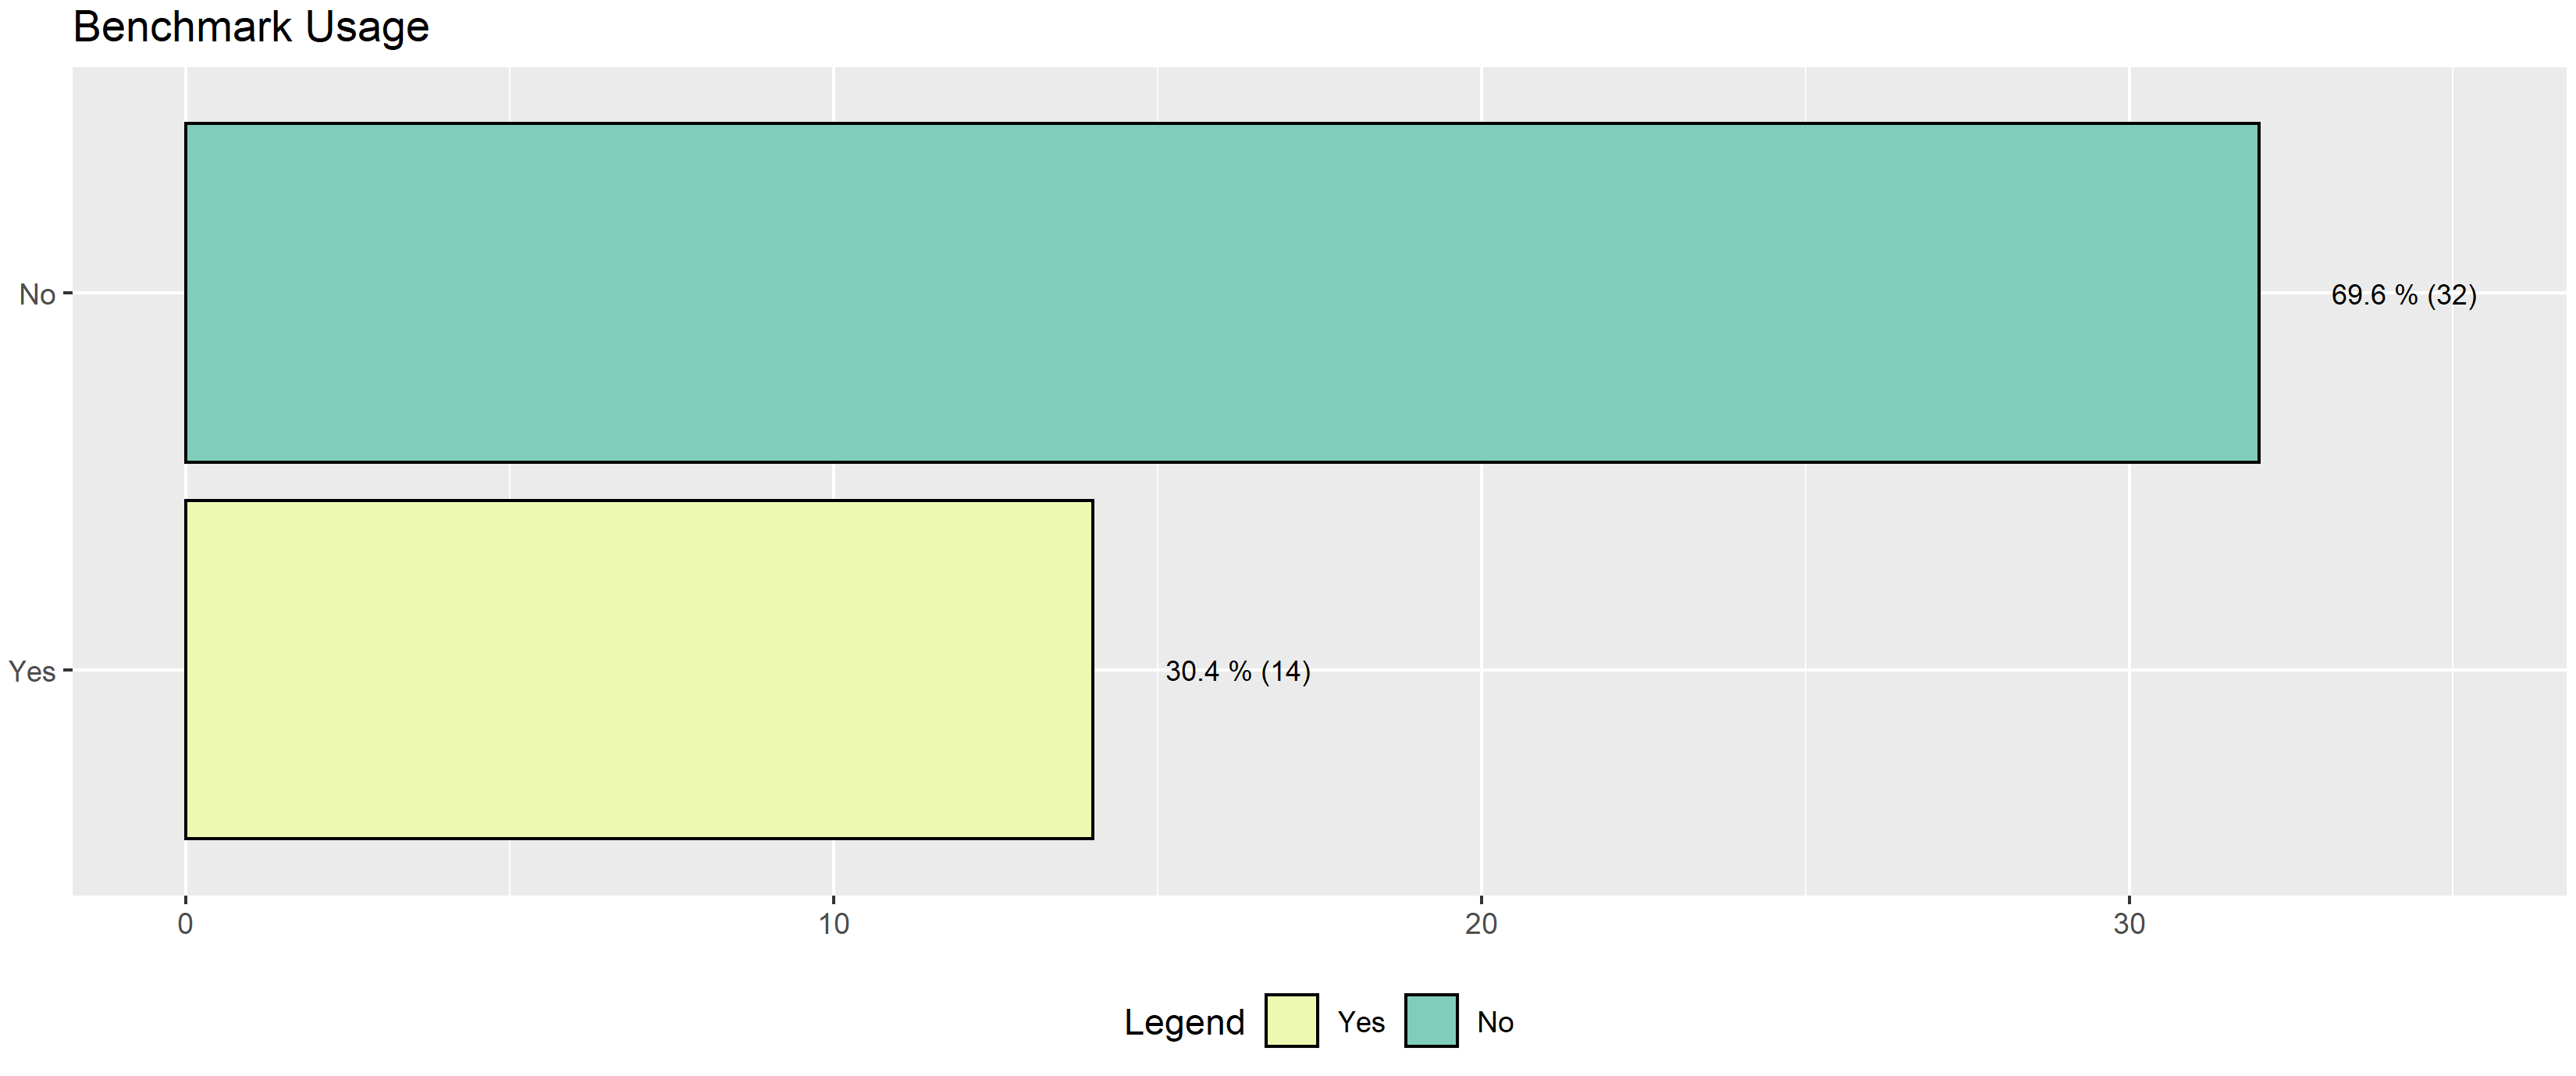 Benchmark Usage
No
69.6 % (32)
Yes
30.4 % (14)
0 10 20 30
Legend Yes No